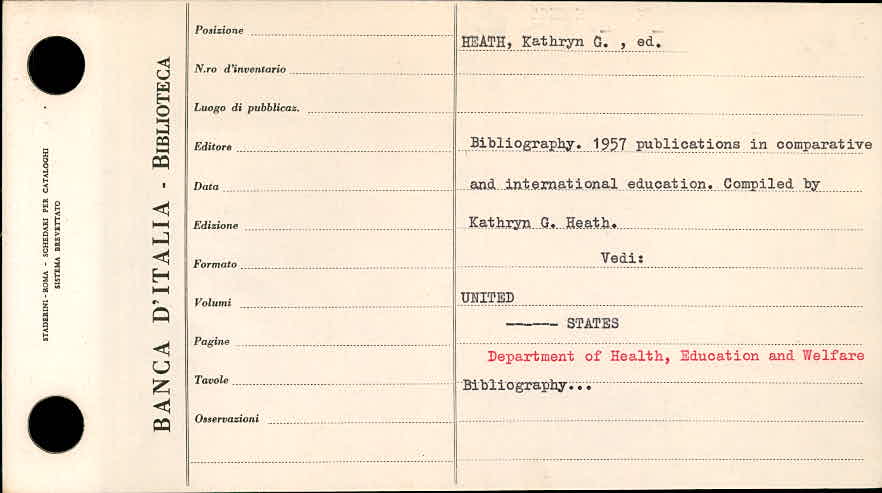 STADERINI - ROMA - SCHEDARI PER CATALOGHI
SISTEMA BREVETTATO
BANCA D'ITALIA - BIBLIOTECA
Posizione
N.ro d'inventario
Luogo di pubblicaz.
Editore
Data
Edizione
Formato
Volumi
Pagine
Tavole
Osservazioni
HEATH, Kathryn G. , ed.
Bibliography. 1957 publications in comparative
and international education. Compiled by
Kathryn G. Heath.
Vedi:
UNITED
------ STATES
Department of Health, Education and Welfare
Bibliography...